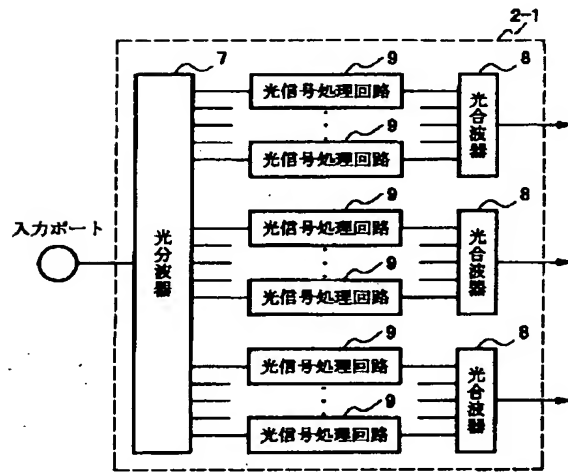 2-1
7
9
8
光信号処理回路
光合波器
9
光信号処理回路
入力ポート
光分波器
9
8
光信号処理回路
光合波器
9
光信号処理回路
9
8
光信号処理回路
光合波器
9
光信号処理回路